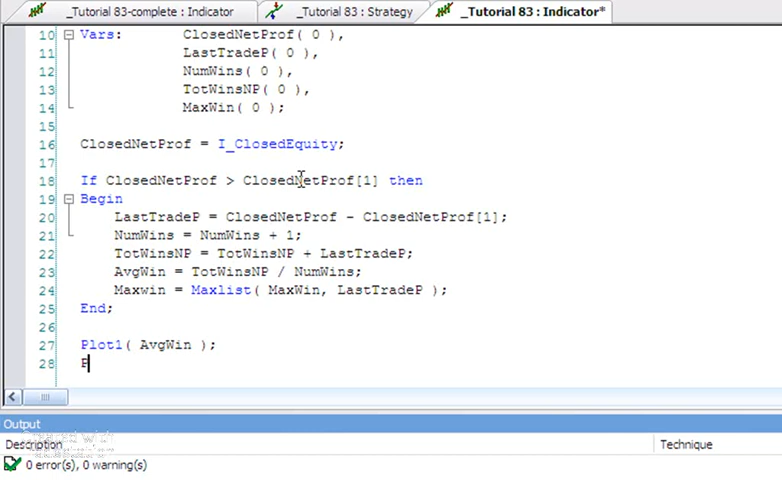 _Tutorial 83-complete : Indicator _Tutorial 83 : Strategy _Tutorial 83 : Indicator*
10 Vars: ClosedNetProf( 0 ),
11 LastTradeP( 0 ),
12 NumWins( 0 ),
13 TotWinsNP( 0 ),
14 MaxWin( 0 );
15
16 ClosedNetProf = I_ClosedEquity;
17
18 If ClosedNetProf > ClosedNetProf[1] then
19 Begin
20 LastTradeP = ClosedNetProf - ClosedNetProf[1];
21 NumWins = NumWins + 1;
22 TotWinsNP = TotWinsNP + LastTradeP;
23 AvgWin = TotWinsNP / NumWins;
24 Maxwin = Maxlist( MaxWin, LastTradeP );
25 End;
26
27 Plot1( AvgWin );
28 P
Output
Description Technique
0 error(s), 0 warning(s)